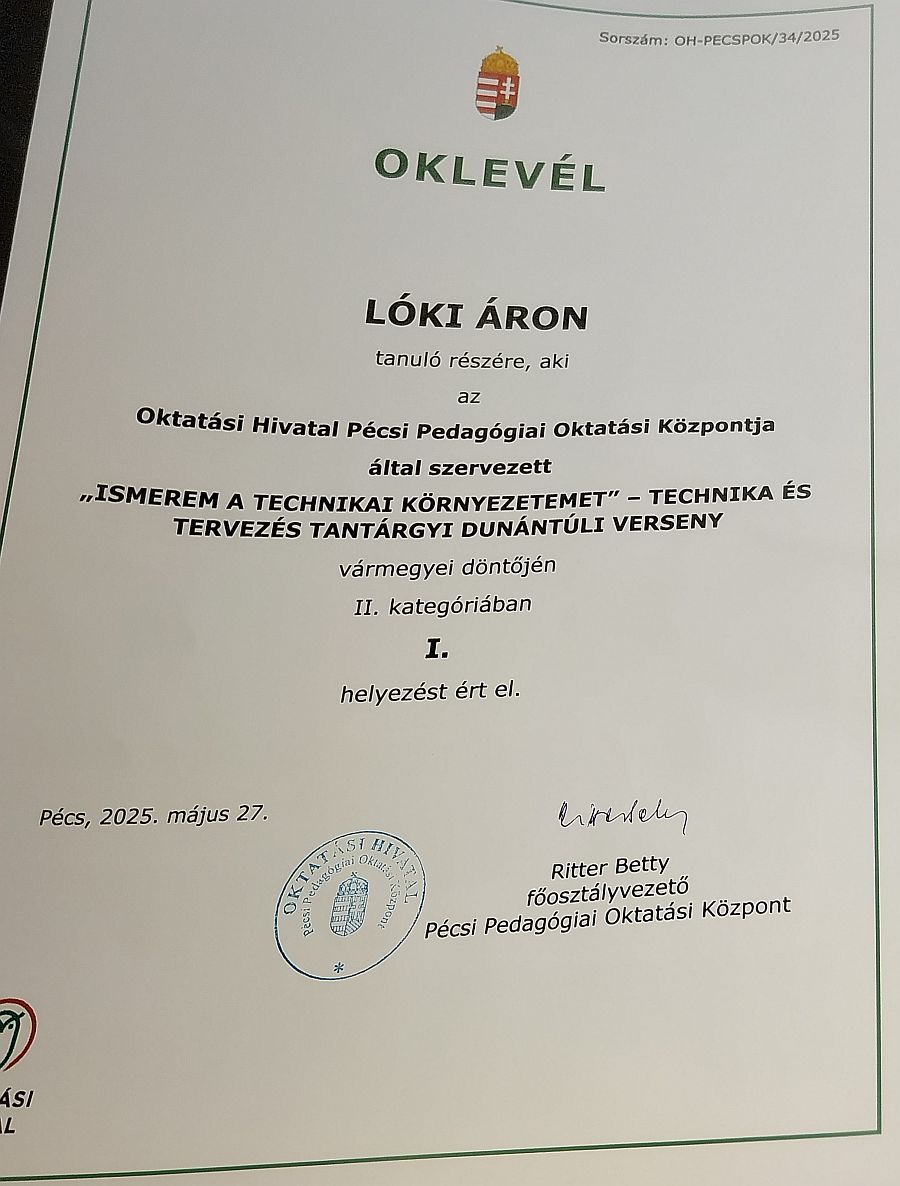 Sorszám: OH-PECSPOK/34/2025
OKLEVÉL
LÓKI ÁRON
tanuló részére, aki
az
Oktatási Hivatal Pécsi Pedagógiai Oktatási Központja
által szervezett
„ISMEREM A TECHNIKAI KÖRNYEZETEMET” – TECHNIKA ÉS
TERVEZÉS TANTÁRGYI DUNÁNTÚLI VERSENY
vármegyei döntőjén
II. kategóriában
I.
helyezést ért el.
Pécs, 2025. május 27.
Ritter Betty
főosztályvezető
Pécsi Pedagógiai Oktatási Központ
OKTATÁSI HIVATAL
Pécsi Pedagógiai Oktatási Központ
*
ÁSI
AL